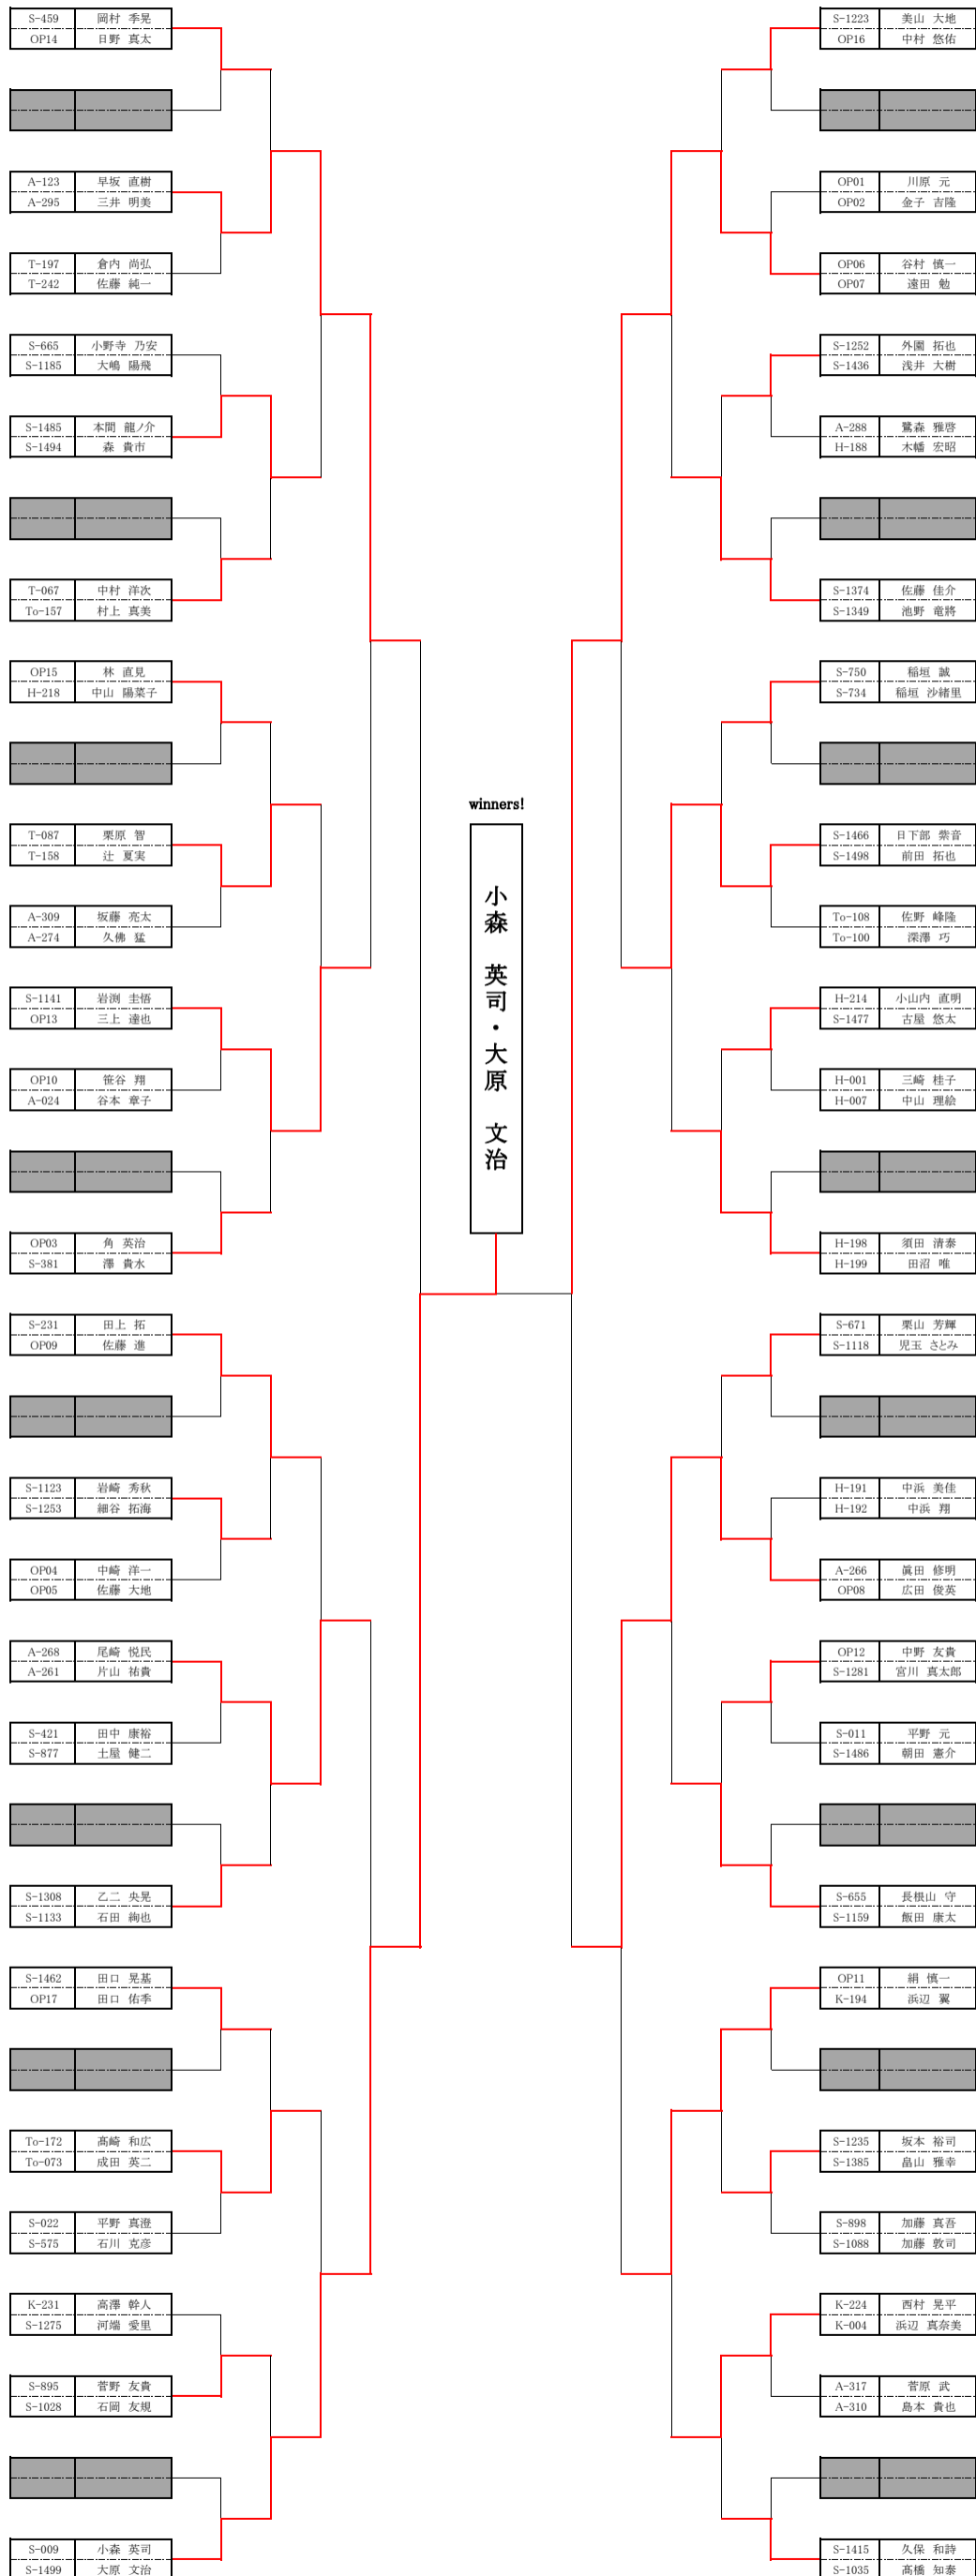 S-459 岡村 季晃
OP14 日野 真太
A-123 早坂 直樹
A-295 三井 明美
T-197 倉内 尚弘
T-242 佐藤 純一
S-665 小野寺 乃安
S-1185 大嶋 陽飛
S-1485 本間 龍ノ介
S-1494 森 貴市
T-067 中村 洋次
To-157 村上 真美
OP15 林 直見
H-218 中山 陽菜子
T-087 栗原 智
T-158 辻 夏実
A-309 坂藤 亮太
A-274 久佛 猛
S-1141 岩渕 圭悟
OP13 三上 達也
OP10 笹谷 翔
A-024 谷本 章子
OP03 角 英治
S-381 澤 貴水
S-231 田上 拓
OP09 佐藤 進
S-1123 岩崎 秀秋
S-1253 細谷 拓海
OP04 中崎 洋一
OP05 佐藤 大地
A-268 尾崎 悦民
A-261 片山 祐貴
S-421 田中 康裕
S-877 土屋 健二
S-1308 乙二 央晃
S-1133 石田 絢也
S-1462 田口 晃基
OP17 田口 佑季
To-172 髙崎 和広
To-073 成田 英二
S-022 平野 真澄
S-575 石川 克彦
K-231 高澤 幹人
S-1275 河端 愛里
S-895 菅野 友貴
S-1028 石岡 友規
S-009 小森 英司
S-1499 大原 文治
winners!
小森 英司・大原 文治
S-1223 美山 大地
OP16 中村 悠佑
OP01 川原 元
OP02 金子 吉隆
OP06 谷村 慎一
OP07 遠田 勉
S-1252 外園 拓也
S-1436 浅井 大樹
A-288 鷺森 雅啓
H-188 木幡 宏昭
S-1374 佐藤 佳介
S-1349 池野 竜將
S-750 稲垣 誠
S-734 稲垣 沙緒里
S-1466 日下部 紫音
S-1498 前田 拓也
To-108 佐野 峰隆
To-100 深澤 巧
H-214 小山内 直明
S-1477 古屋 悠太
H-001 三崎 桂子
H-007 中山 理絵
H-198 須田 清泰
H-199 田沼 唯
S-671 栗山 芳輝
S-1118 児玉 さとみ
H-191 中浜 美佳
H-192 中浜 翔
A-266 眞田 修明
OP08 広田 俊英
OP12 中野 友貴
S-1281 宮川 真太郎
S-011 平野 元
S-1486 朝田 憲介
S-655 長根山 守
S-1159 飯田 康太
OP11 絹 慎一
K-194 浜辺 翼
S-1235 坂本 裕司
S-1385 畠山 雅幸
S-898 加藤 真吾
S-1088 加藤 敦司
K-224 西村 晃平
K-004 浜辺 真奈美
A-317 菅原 武
A-310 島本 貴也
S-1415 久保 和詩
S-1035 髙橋 知泰